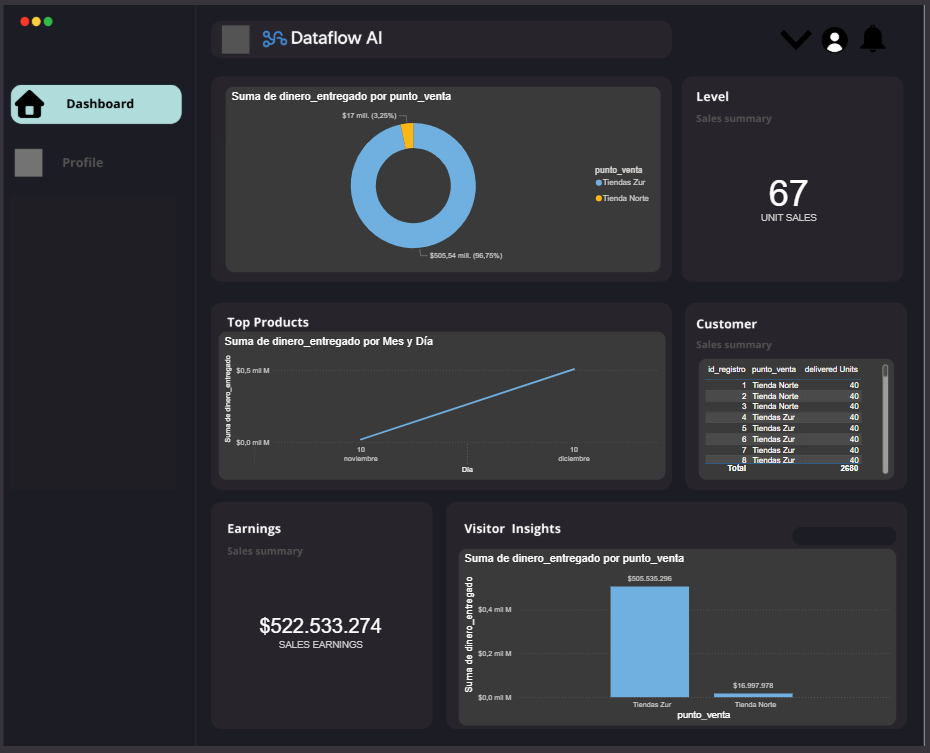 Dataflow AI
Dashboard
Profile
Suma de dinero_entregado por punto_venta
$17 mill. (3,25%)
punto_venta
Tiendas Zur
Tienda Norte
$505,54 mill. (96,75%)
Level
Sales summary
67
UNIT SALES
Top Products
Suma de dinero_entregado por Mes y Día
Suma de dinero_entregado
$0,5 mil M
$0,0 mil M
10 10
noviembre diciembre
Día
Customer
Sales summary
id_registro punto_venta delivered Units
1 Tienda Norte 40
2 Tienda Norte 40
3 Tienda Norte 40
4 Tiendas Zur 40
5 Tiendas Zur 40
6 Tiendas Zur 40
7 Tiendas Zur 40
8 Tiendas Zur 40
Total 2680
Earnings
Sales summary
$522.533.274
SALES EARNINGS
Visitor Insights
Suma de dinero_entregado por punto_venta
Suma de dinero_entregado
$505.535.296
$0,4 mil M
$0,2 mil M
$16.997.978
$0,0 mil M
Tiendas Zur Tienda Norte
punto_venta